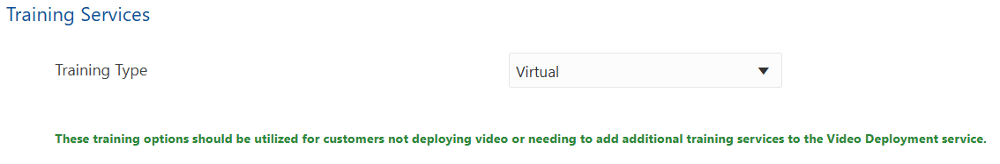 Training Services
Training Type
Virtual
These training options should be utilized for customers not deploying video or needing to add additional training services to the Video Deployment service.